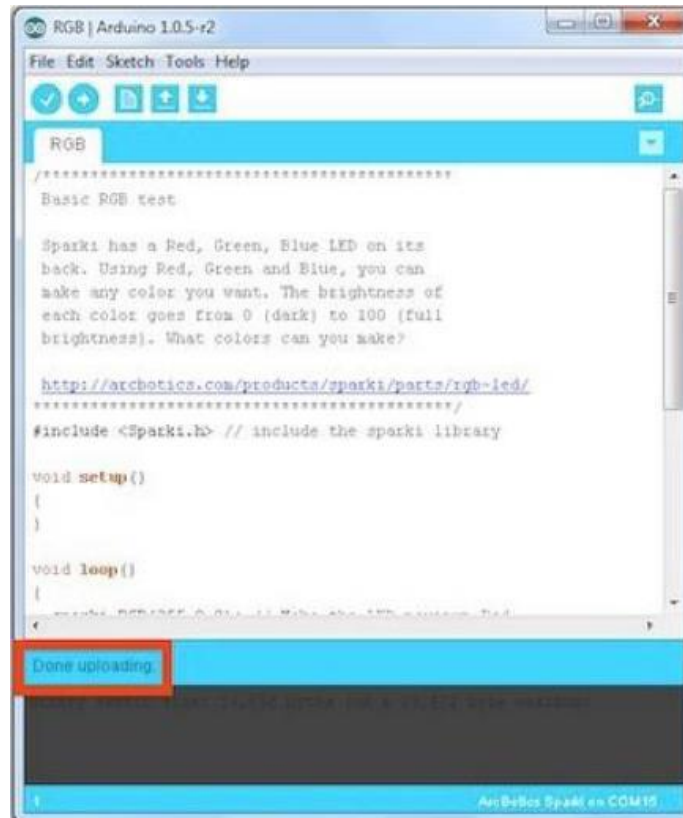 RGB | Arduino 1.0.5-r2
File Edit Sketch Tools Help
RGB
/********************************************
Basic RGB test
Sparki has a Red, Green, Blue LED on its
back. Using Red, Green and Blue, you can
make any color you want. The brightness of
each color goes from 0 (dark) to 100 (full
brightness). What colors can you make?
http://arcbotics.com/products/sparki/parts/rgb-led/
*********************************************/
#include <Sparki.h> // include the sparki library
void setup()
{
}
void loop()
{
Done uploading.
1
ArcBotics Sparki on COM15